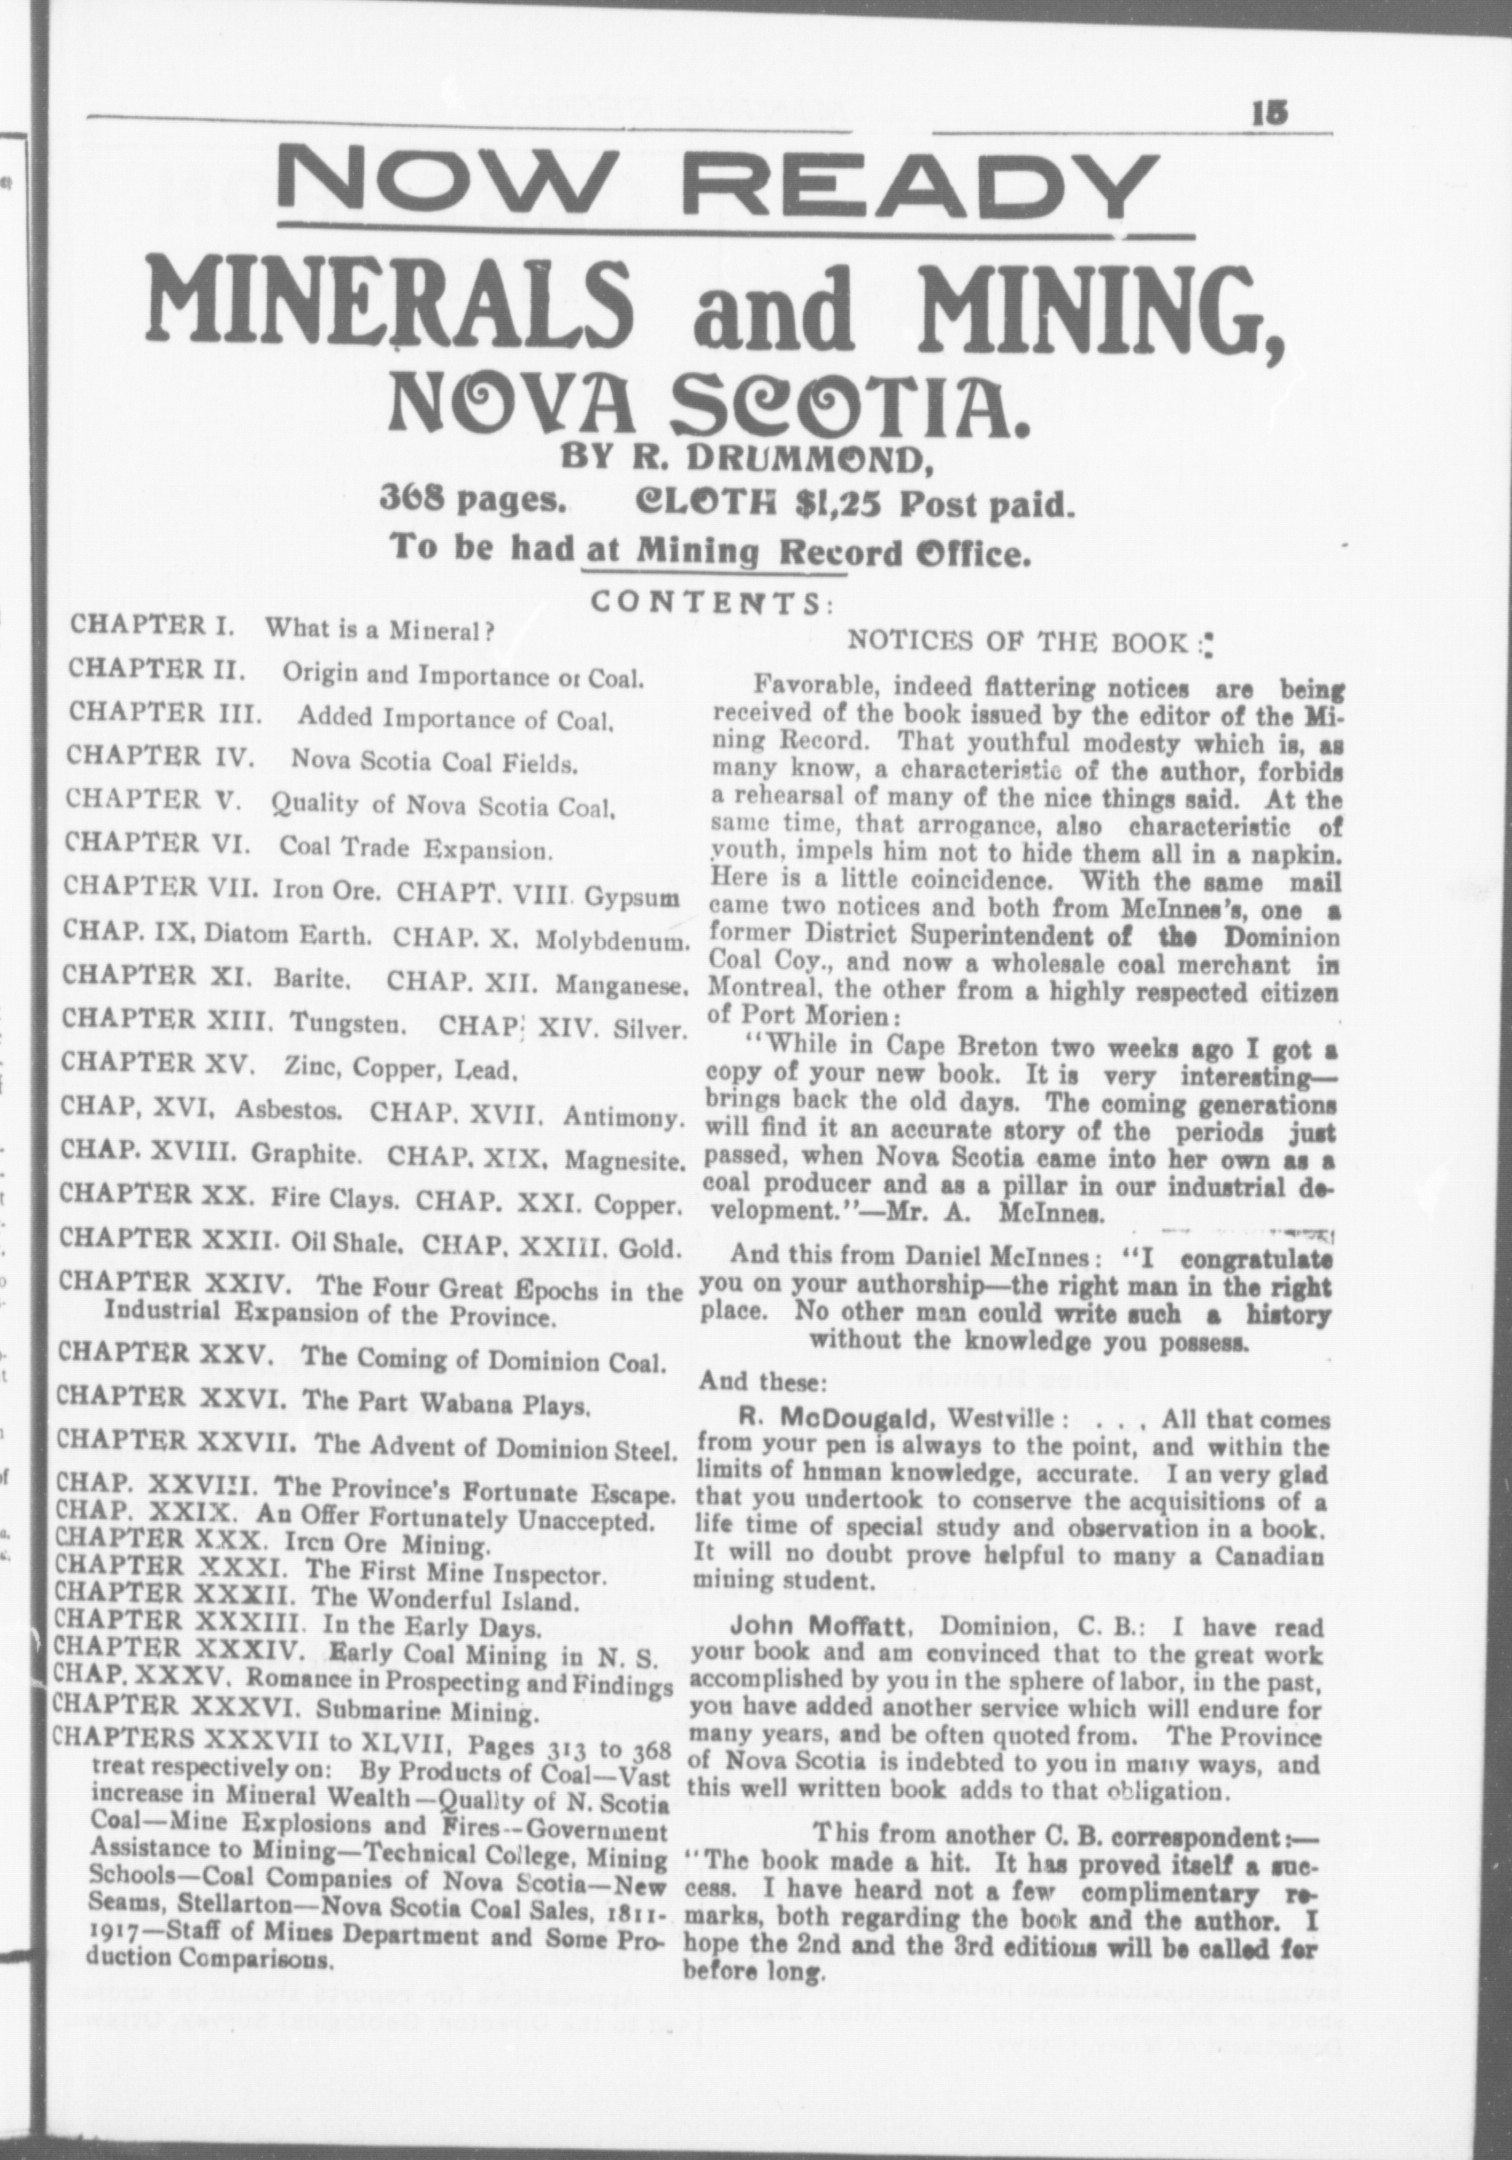 15
NOW READY
MINERALS and MINING,
NOVA SCOTIA.
BY R. DRUMMOND,
368 pages. CLOTH $1,25 Post paid.
To be had at Mining Record Office.
CONTENTS:
CHAPTER I. What is a Mineral?
CHAPTER II. Origin and Importance of Coal.
CHAPTER III. Added Importance of Coal,
CHAPTER IV. Nova Scotia Coal Fields.
CHAPTER V. Quality of Nova Scotia Coal,
CHAPTER VI. Coal Trade Expansion.
CHAPTER VII. Iron Ore. CHAPT. VIII. Gypsum
CHAP. IX, Diatom Earth. CHAP. X. Molybdenum.
CHAPTER XI. Barite. CHAP. XII. Manganese.
CHAPTER XIII. Tungsten. CHAP. XIV. Silver.
CHAPTER XV. Zinc, Copper, Lead.
CHAP, XVI, Asbestos. CHAP. XVII. Antimony.
CHAP. XVIII. Graphite. CHAP. XIX, Magnesite.
CHAPTER XX. Fire Clays. CHAP. XXI. Copper.
CHAPTER XXII. Oil Shale. CHAP. XXIII. Gold.
CHAPTER XXIV. The Four Great Epochs in the
Industrial Expansion of the Province.
CHAPTER XXV. The Coming of Dominion Coal.
CHAPTER XXVI. The Part Wabana Plays.
CHAPTER XXVII. The Advent of Dominion Steel.
CHAP. XXVIII. The Province's Fortunate Escape.
CHAP. XXIX. An Offer Fortunately Unaccepted.
CHAPTER XXX. Iron Ore Mining.
CHAPTER XXXI. The First Mine Inspector.
CHAPTER XXXII. The Wonderful Island.
CHAPTER XXXIII. In the Early Days.
CHAPTER XXXIV. Early Coal Mining in N. S.
CHAP. XXXV. Romance in Prospecting and Findings
CHAPTER XXXVI. Submarine Mining.
CHAPTERS XXXVII to XLVII, Pages 313 to 368
treat respectively on: By Products of Coal—Vast
increase in Mineral Wealth—Quality of N. Scotia
Coal—Mine Explosions and Fires--Government
Assistance to Mining—Technical College, Mining
Schools—Coal Companies of Nova Scotia—New
Seams, Stellarton—Nova Scotia Coal Sales, 1811-
1917—Staff of Mines Department and Some Pro-
duction Comparisons.
NOTICES OF THE BOOK :
Favorable, indeed flattering notices are being
received of the book issued by the editor of the Mi-
ning Record. That youthful modesty which is, as
many know, a characteristic of the author, forbids
a rehearsal of many of the nice things said. At the
same time, that arrogance, also characteristic of
youth, impels him not to hide them all in a napkin.
Here is a little coincidence. With the same mail
came two notices and both from McInnes's, one a
former District Superintendent of the Dominion
Coal Coy., and now a wholesale coal merchant in
Montreal, the other from a highly respected citizen
of Port Morien:
"While in Cape Breton two weeks ago I got a
copy of your new book. It is very interesting—
brings back the old days. The coming generations
will find it an accurate story of the periods just
passed, when Nova Scotia came into her own as a
coal producer and as a pillar in our industrial de-
velopment."—Mr. A. McInnes.
And this from Daniel McInnes: "I congratulate
you on your authorship—the right man in the right
place. No other man could write such a history
without the knowledge you possess.
And these:
R. McDougald, Westville : . . . All that comes
from your pen is always to the point, and within the
limits of hnman knowledge, accurate. I an very glad
that you undertook to conserve the acquisitions of a
life time of special study and observation in a book.
It will no doubt prove helpful to many a Canadian
mining student.
John Moffatt, Dominion, C. B.: I have read
your book and am convinced that to the great work
accomplished by you in the sphere of labor, in the past,
you have added another service which will endure for
many years, and be often quoted from. The Province
of Nova Scotia is indebted to you in many ways, and
this well written book adds to that obligation.
This from another C. B. correspondent:—
"The book made a hit. It has proved itself a suc-
cess. I have heard not a few complimentary re-
marks, both regarding the book and the author. I
hope the 2nd and the 3rd editions will be called for
before long.